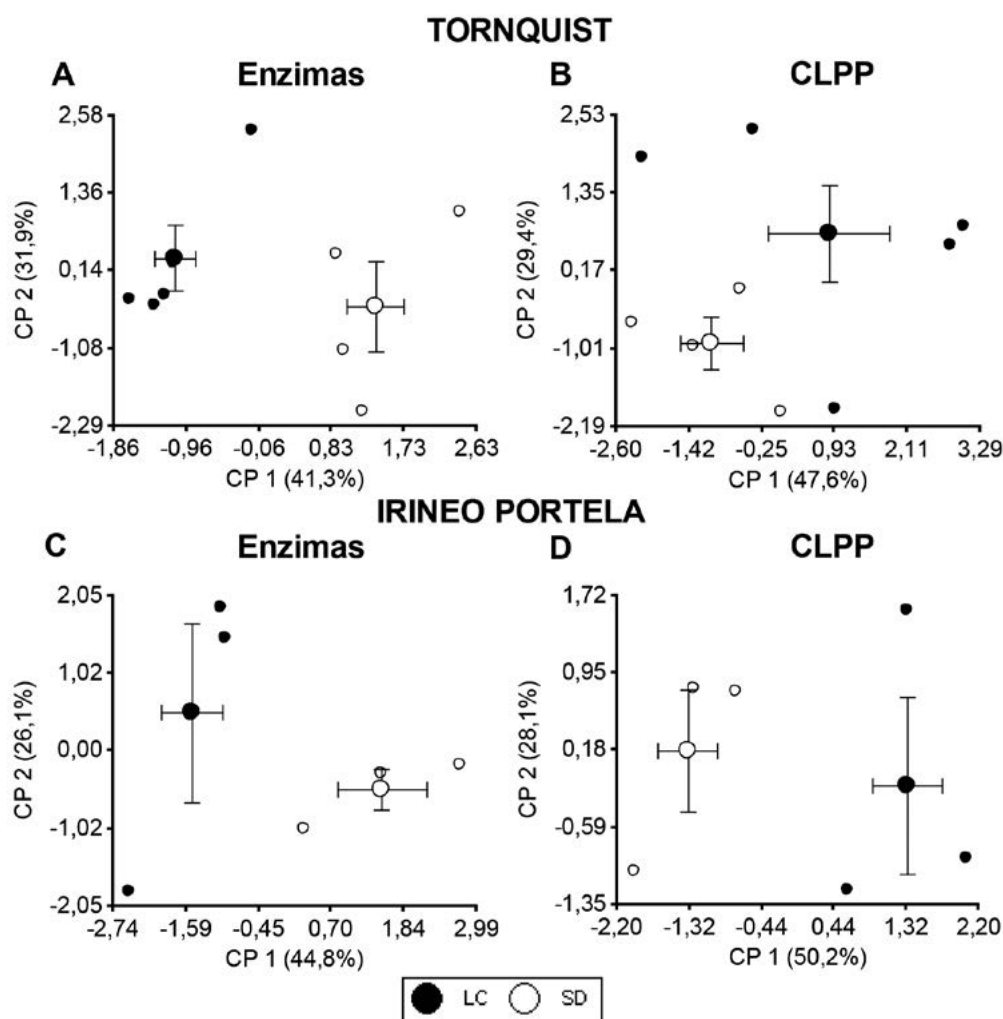 TORNQUIST
A Enzimas
2,58
1,36
0,14
-1,08
-2,29
CP 2 (31,9%)
-1,86 -0,96 -0,06 0,83 1,73 2,63
CP 1 (41,3%)
B CLPP
2,53
1,35
0,17
-1,01
-2,19
CP 2 (29,4%)
-2,60 -1,42 -0,25 0,93 2,11 3,29
CP 1 (47,6%)
IRINEO PORTELA
C Enzimas
2,05
1,02
0,00
-1,02
-2,05
CP 2 (26,1%)
-2,74 -1,59 -0,45 0,70 1,84 2,99
CP 1 (44,8%)
D CLPP
1,72
0,95
0,18
-0,59
-1,35
CP 2 (28,1%)
-2,20 -1,32 -0,44 0,44 1,32 2,20
CP 1 (50,2%)
LC SD